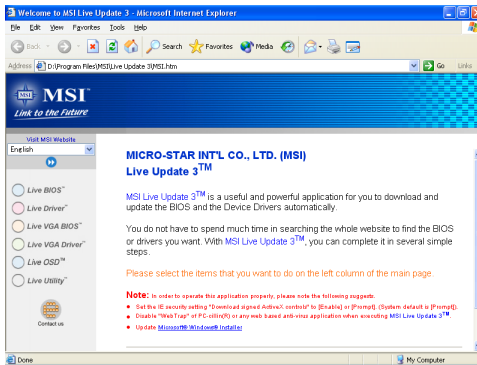 Welcome to MSI Live Update 3 - Microsoft Internet Explorer
File Edit View Favorites Tools Help
Back Search Favorites Media
Address D:\Program Files\MSI\Live Update 3\MSI.htm Go Links
MSI MSI™
Link to the Future
Visit MSI Website
English
Live BIOS™
Live Driver™
Live VGA BIOS™
Live VGA Driver™
Live OSD™
Live Utility™
Contact us
MICRO-STAR INT'L CO., LTD. (MSI)
Live Update 3TM
MSI Live Update 3TM is a useful and powerful application for you to download and
update the BIOS and the Device Drivers automatically.
You do not have to spend much time in searching the whole website to find the BIOS
or drivers you want. With MSI Live Update 3TM, you can complete it in several simple
steps.
Please select the items that you want to do on the left column of the main page.
Note: In order to operate this application properly, please note the following suggests.
Set the IE security setting "Download signed ActiveX controls" to [Enable] or [Prompt]. (System default is [Prompt]).
Disable "WebTrap" of PC-cillin(R) or any web based anti-virus application when executing MSI Live Update 3TM.
Update Microsoft® Windows® Installer
Done My Computer